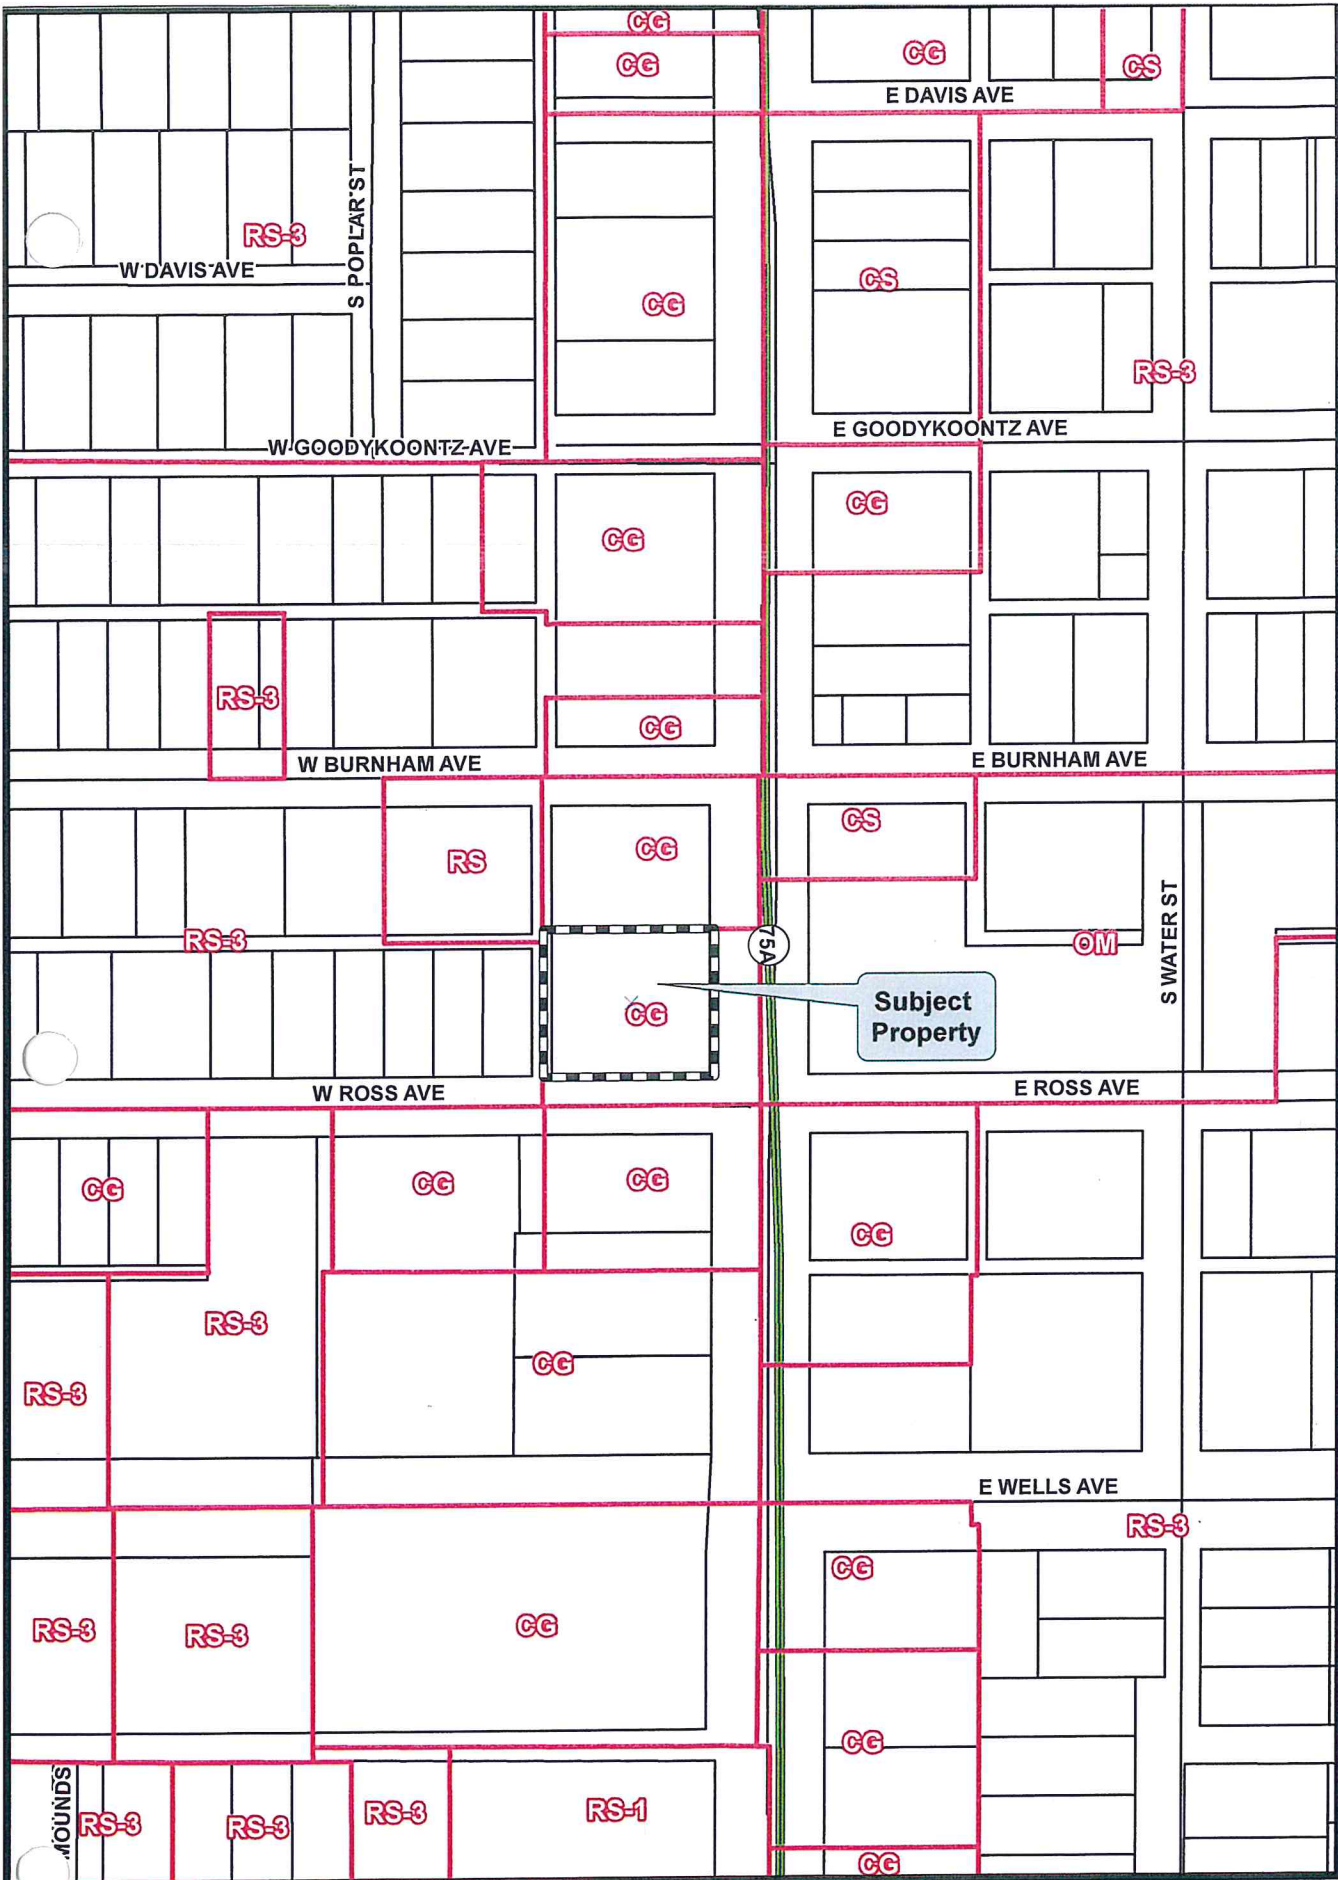 CG
CG
CG
CS
E DAVIS AVE
S POPLAR ST
RS-3
W DAVIS AVE
CS
CG
RS-3
E GOODYKOONTZ AVE
W GOODYKOONTZ AVE
CG
CG
RS-3
CG
W BURNHAM AVE
E BURNHAM AVE
CS
CG
RS
RS-3
75A
OM
S WATER ST
CG
Subject
Property
W ROSS AVE
E ROSS AVE
CG
CG
CG
CG
RS-3
CG
RS-3
E WELLS AVE
RS-3
CG
RS-3
RS-3
CG
CG
MOUNDS
RS-3
RS-3
RS-3
RS-1
CG